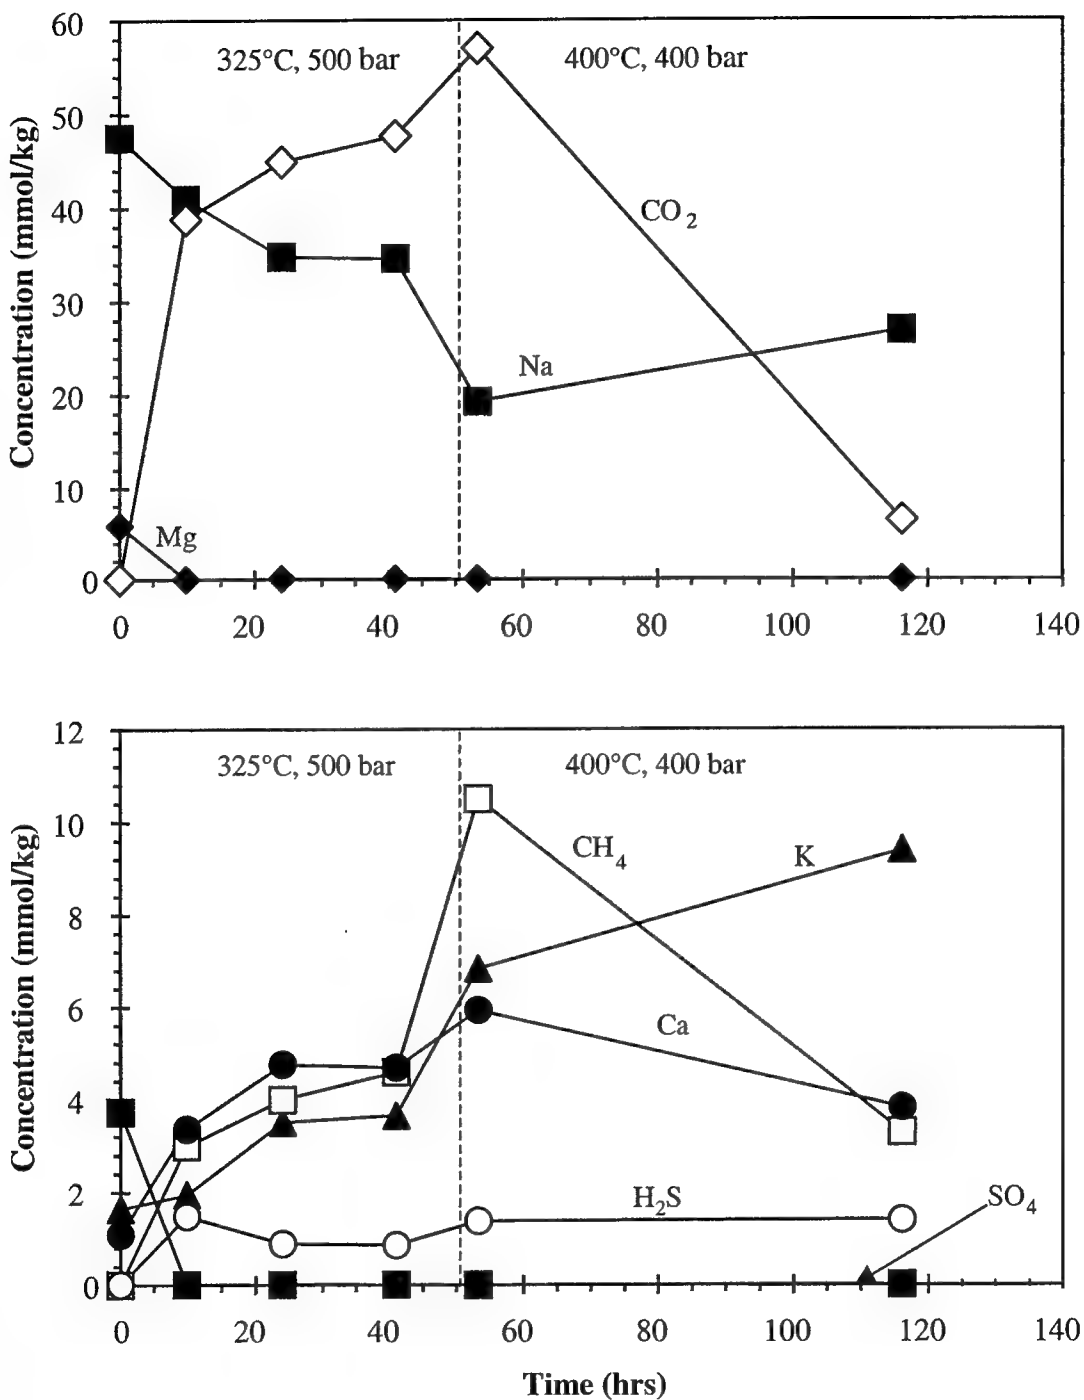 60
50
40
30
20
10
0
Concentration (mmol/kg)
325°C, 500 bar
400°C, 400 bar
CO2
Na
Mg
0 20 40 60 80 100 120 140
12
10
8
6
4
2
0
Concentration (mmol/kg)
325°C, 500 bar
400°C, 400 bar
CH4
K
Ca
H2S
SO4
0 20 40 60 80 100 120 140
Time (hrs)